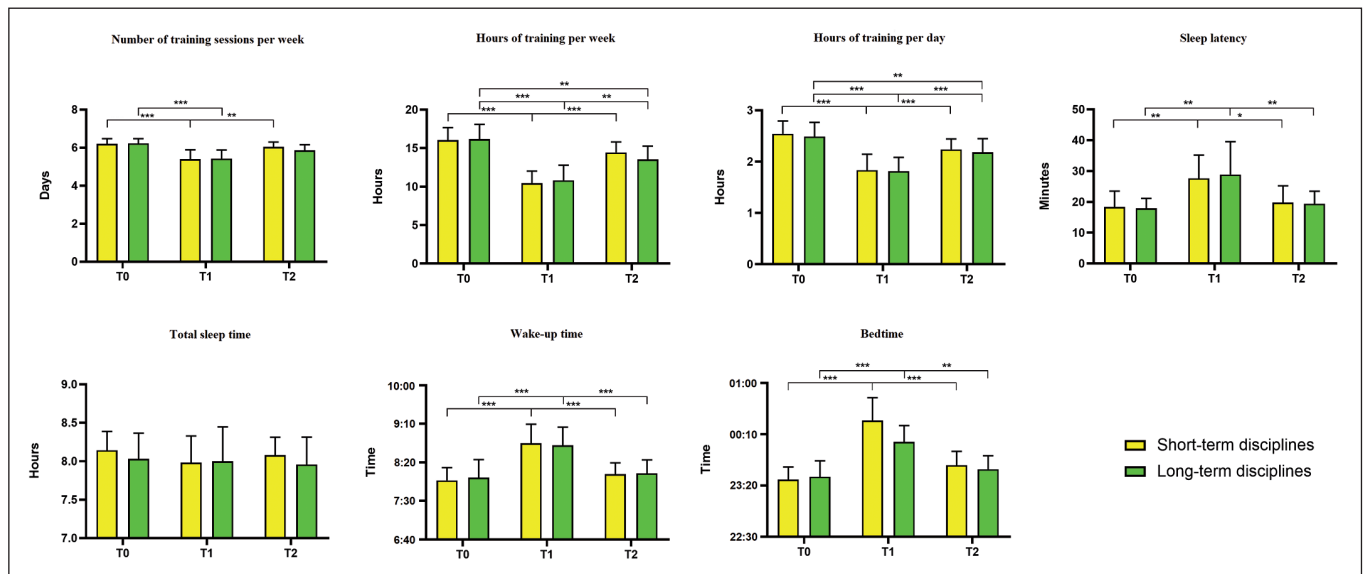 Number of training sessions per week
Days
8
6
4
2
0
***
***
**
T0
T1
T2
Hours of training per week
Hours
20
15
10
5
0
**
***
**
***
***
T0
T1
T2
Hours of training per day
Hours
3
2
1
0
**
***
***
***
***
T0
T1
T2
Sleep latency
Minutes
50
40
30
20
10
0
**
**
**
*
T0
T1
T2
Total sleep time
Hours
9.0
8.5
8.0
7.5
7.0
T0
T1
T2
Wake-up time
Time
10:00
9:10
8:20
7:30
6:40
***
***
***
***
T0
T1
T2
Bedtime
Time
01:00
00:10
23:20
22:30
***
**
***
***
T0
T1
T2
Short-term disciplines
Long-term disciplines